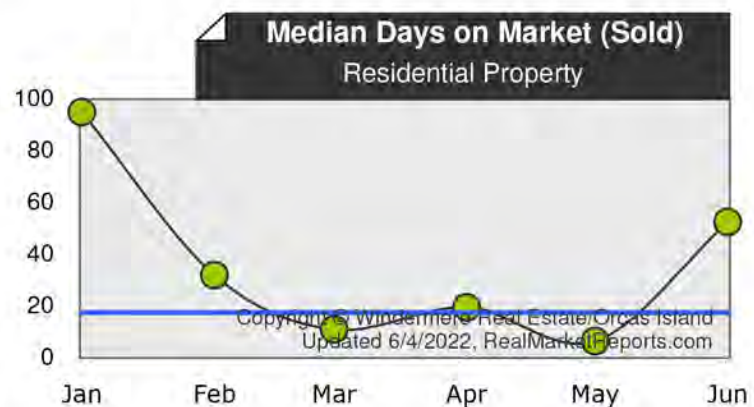 Median Days on Market (Sold)
Residential Property
100
80
60
40
20
0
Copyright © Windermere Real Estate/Orcas Island
Updated 6/4/2022, RealMarketReports.com
Jan Feb Mar Apr May Jun